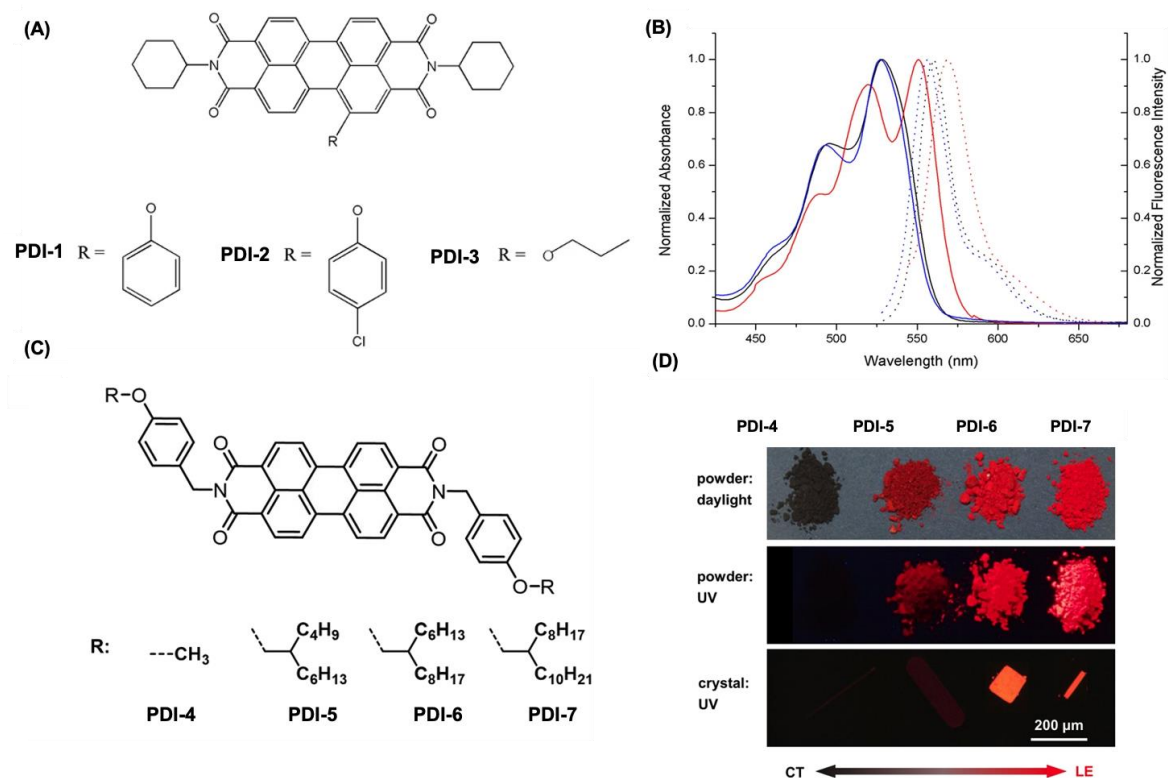 (A)
O
O
N
N
O
O
R
PDI-1 R =
O
PDI-2 R =
O
Cl
PDI-3 R =
O
(B)
Normalized Absorbance
1.0
0.8
0.6
0.4
0.2
0.0
450 500 550 600 650
Wavelength (nm)
1.0
0.8
0.6
0.4
0.2
0.0
Normalized Fluorescence Intensity
(C)
R
O
O
O
N
N
O
O
O
R
R:
---CH₃
C₄H₉
C₆H₁₃
C₆H₁₃
C₈H₁₇
C₈H₁₇
C₁₀H₂₁
PDI-4 PDI-5 PDI-6 PDI-7
(D)
PDI-4 PDI-5 PDI-6 PDI-7
powder:
daylight
powder:
UV
crystal:
UV
200 µm
CT LE